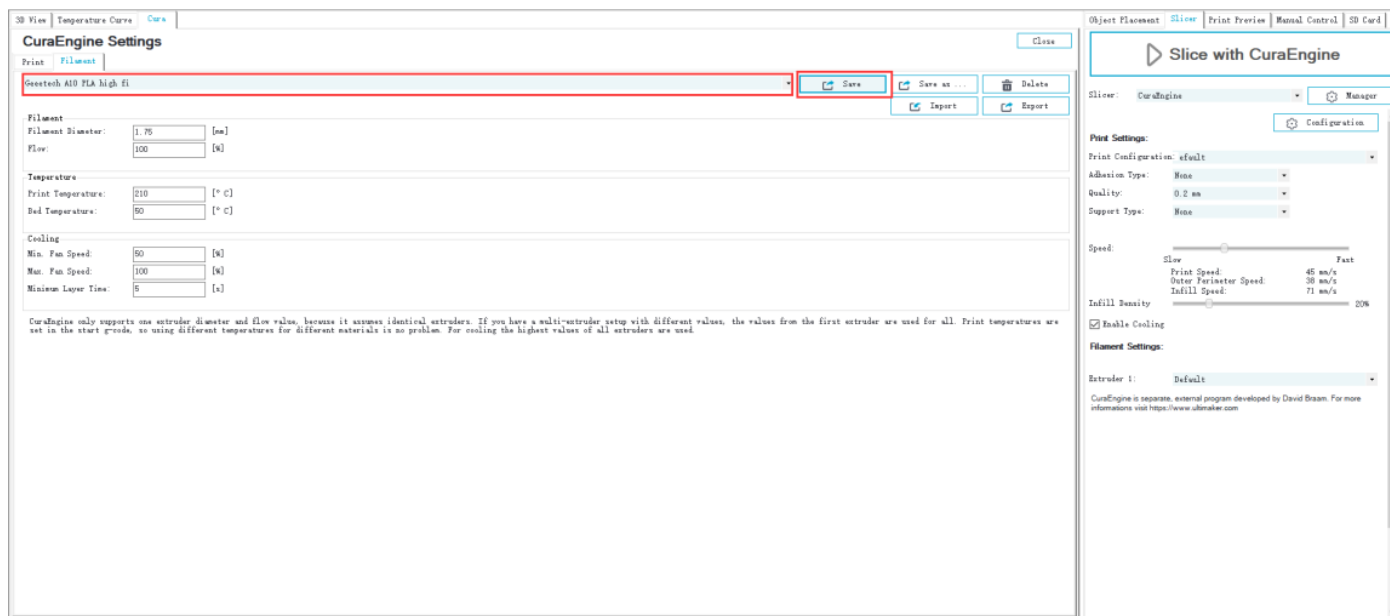 3D View Temperature Curve Cura
CuraEngine Settings
Close
Print Filament
Geeetech A10 PLA high fi
Save
Save as ...
Delete
Import
Export
Filament
Filament Diameter: 1.75 [mm]
Flow: 100 [%]
Temperature
Print Temperature: 210 [° C]
Bed Temperature: 50 [° C]
Cooling
Min. Fan Speed: 50 [%]
Max. Fan Speed: 100 [%]
Minimum Layer Time: 5 [s]
CuraEngine only supports one extruder diameter and flow value, because it assumes identical extruders. If you have a multi-extruder setup with different values, the values from the first extruder are used for all. Print temperatures are
set in the start g-code, so using different temperatures for different materials is no problem. For cooling the highest values of all extruders are used.
Object Placement Slicer Print Preview Manual Control SD Card
Slice with CuraEngine
Slicer: CuraEngine Manager
Configuration
Print Settings:
Print Configuration: efault
Adhesion Type: None
Quality: 0.2 mm
Support Type: None
Speed:
Slow Fast
Print Speed: 45 mm/s
Outer Perimeter Speed: 38 mm/s
Infill Speed: 71 mm/s
Infill Density 20%
Enable Cooling
Filament Settings:
Extruder 1: Default
CuraEngine is separate, external program developed by David Braam. For more
informations visit https://www.ultimaker.com